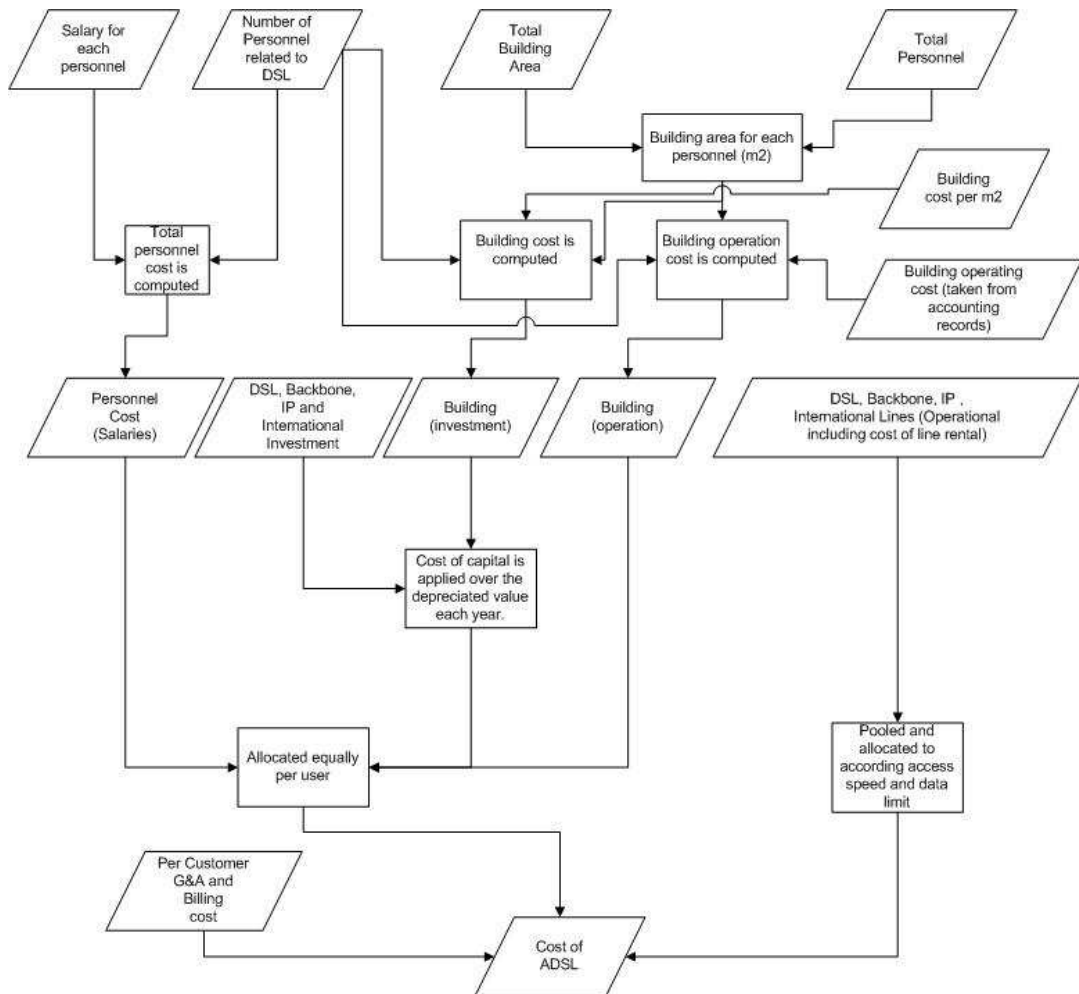 Salary for
each
personnel
Number of
Personnel
related to
DSL
Total
Building
Area
Total
Personnel
Building area for each
personnel (m2)
Building
cost per m2
Total
personnel
cost is
computed
Building cost is
computed
Building operation
cost is computed
Building operating
cost (taken from
accounting
records)
Personnel
Cost
(Salaries)
DSL, Backbone,
IP and
International
Investment
Building
(investment)
Building
(operation)
DSL, Backbone, IP ,
International Lines (Operational
including cost of line rental)
Cost of capital is
applied over the
depreciated value
each year.
Allocated equally
per user
Pooled and
allocated to
according access
speed and data
limit
Per Customer
G&A and
Billing
cost
Cost of
ADSL